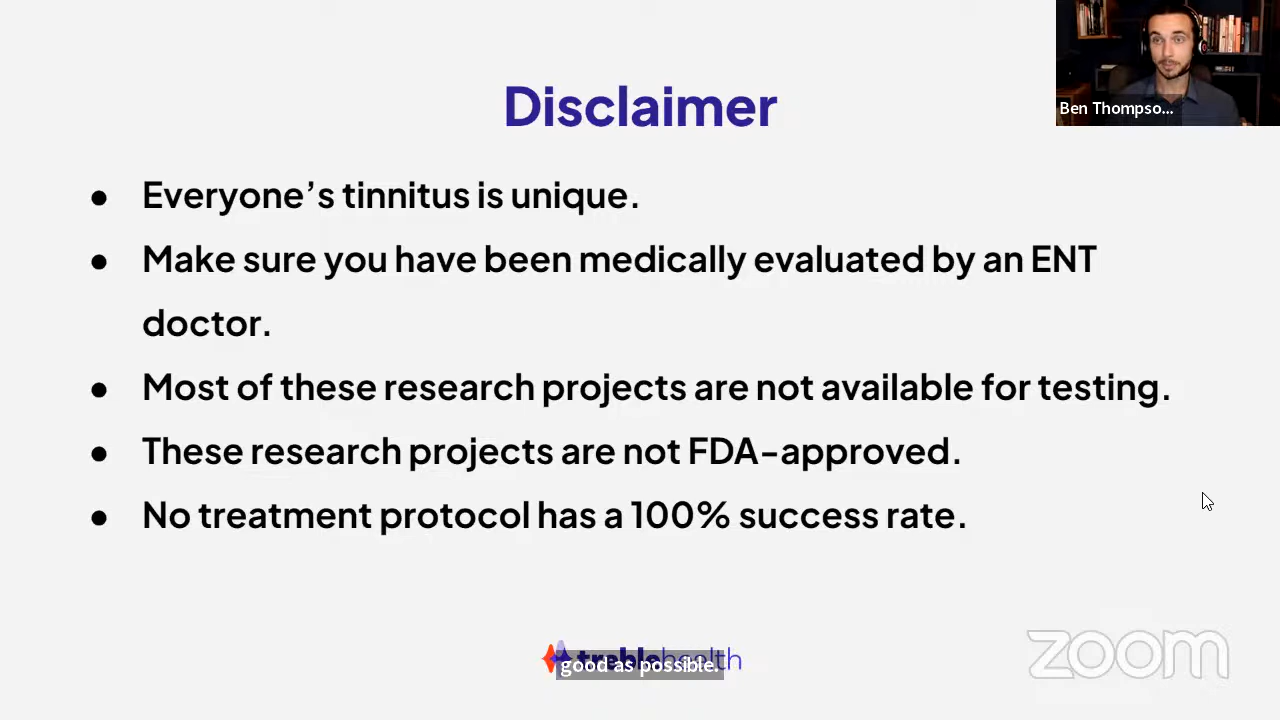 Disclaimer
Ben Thompso...
● Everyone’s tinnitus is unique.
● Make sure you have been medically evaluated by an ENT
doctor.
● Most of these research projects are not available for testing.
● These research projects are not FDA-approved.
● No treatment protocol has a 100% success rate.
treblehealth
good as possible.
zoom